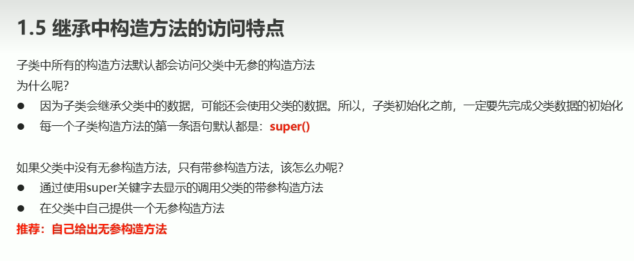 1.5 继承中构造方法的访问特点
子类中所有的构造方法默认都会访问父类中无参的构造方法
为什么呢?
● 因为子类会继承父类中的数据，可能还会使用父类的数据。所以，子类初始化之前，一定要先完成父类数据的初始化
● 每一个子类构造方法的第一条语句默认都是：super()
如果父类中没有无参构造方法，只有带参构造方法，该怎么办呢?
● 通过使用super关键字去显示的调用父类的带参构造方法
● 在父类中自己提供一个无参构造方法
推荐：自己给出无参构造方法